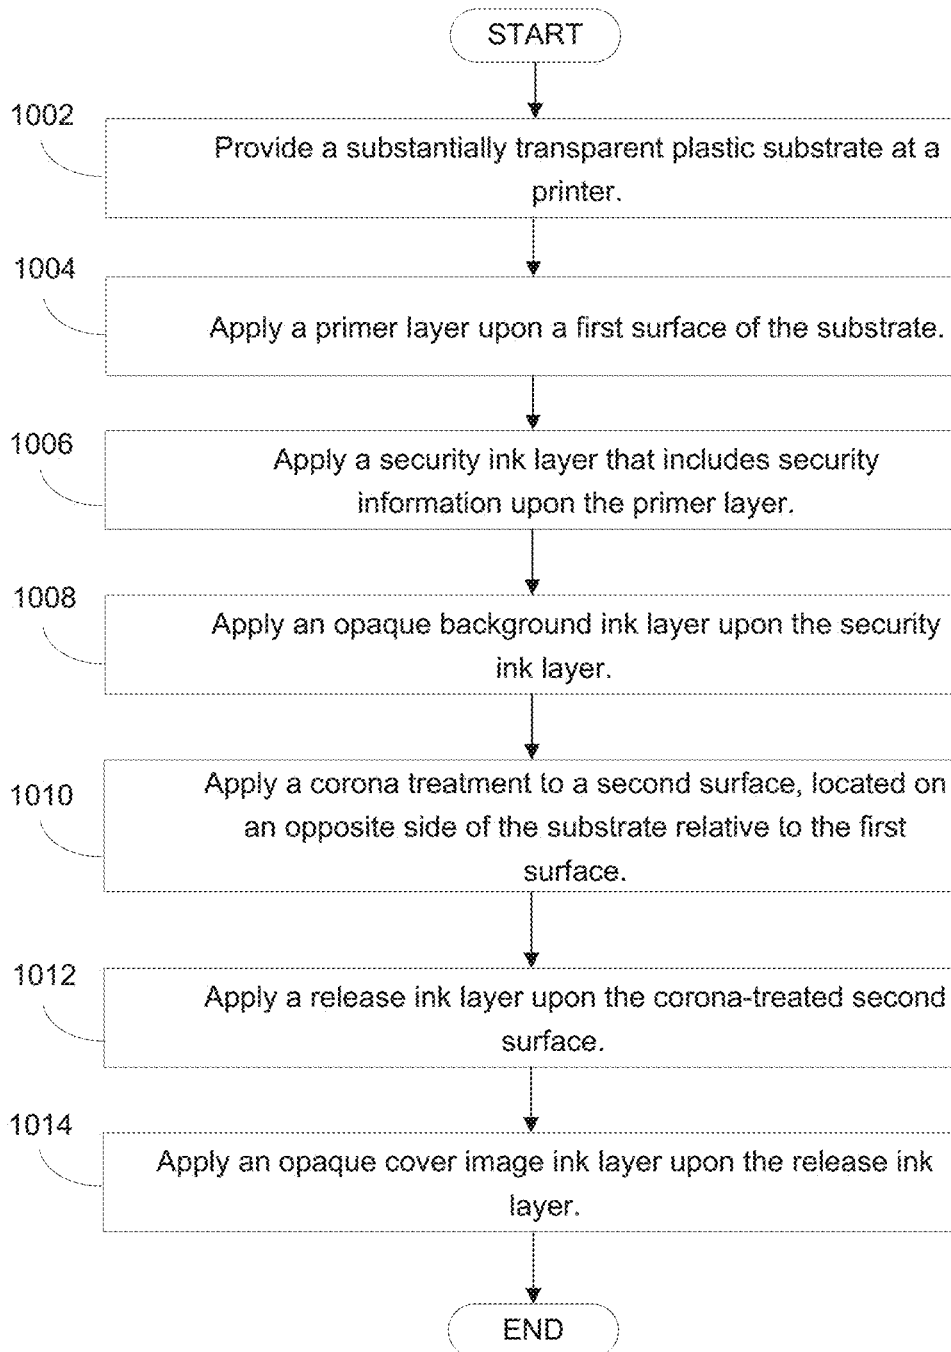 START
1002
Provide a substantially transparent plastic substrate at a
printer.
1004
Apply a primer layer upon a first surface of the substrate.
1006
Apply a security ink layer that includes security
information upon the primer layer.
1008
Apply an opaque background ink layer upon the security
ink layer.
1010
Apply a corona treatment to a second surface, located on
an opposite side of the substrate relative to the first
surface.
1012
Apply a release ink layer upon the corona-treated second
surface.
1014
Apply an opaque cover image ink layer upon the release ink
layer.
END